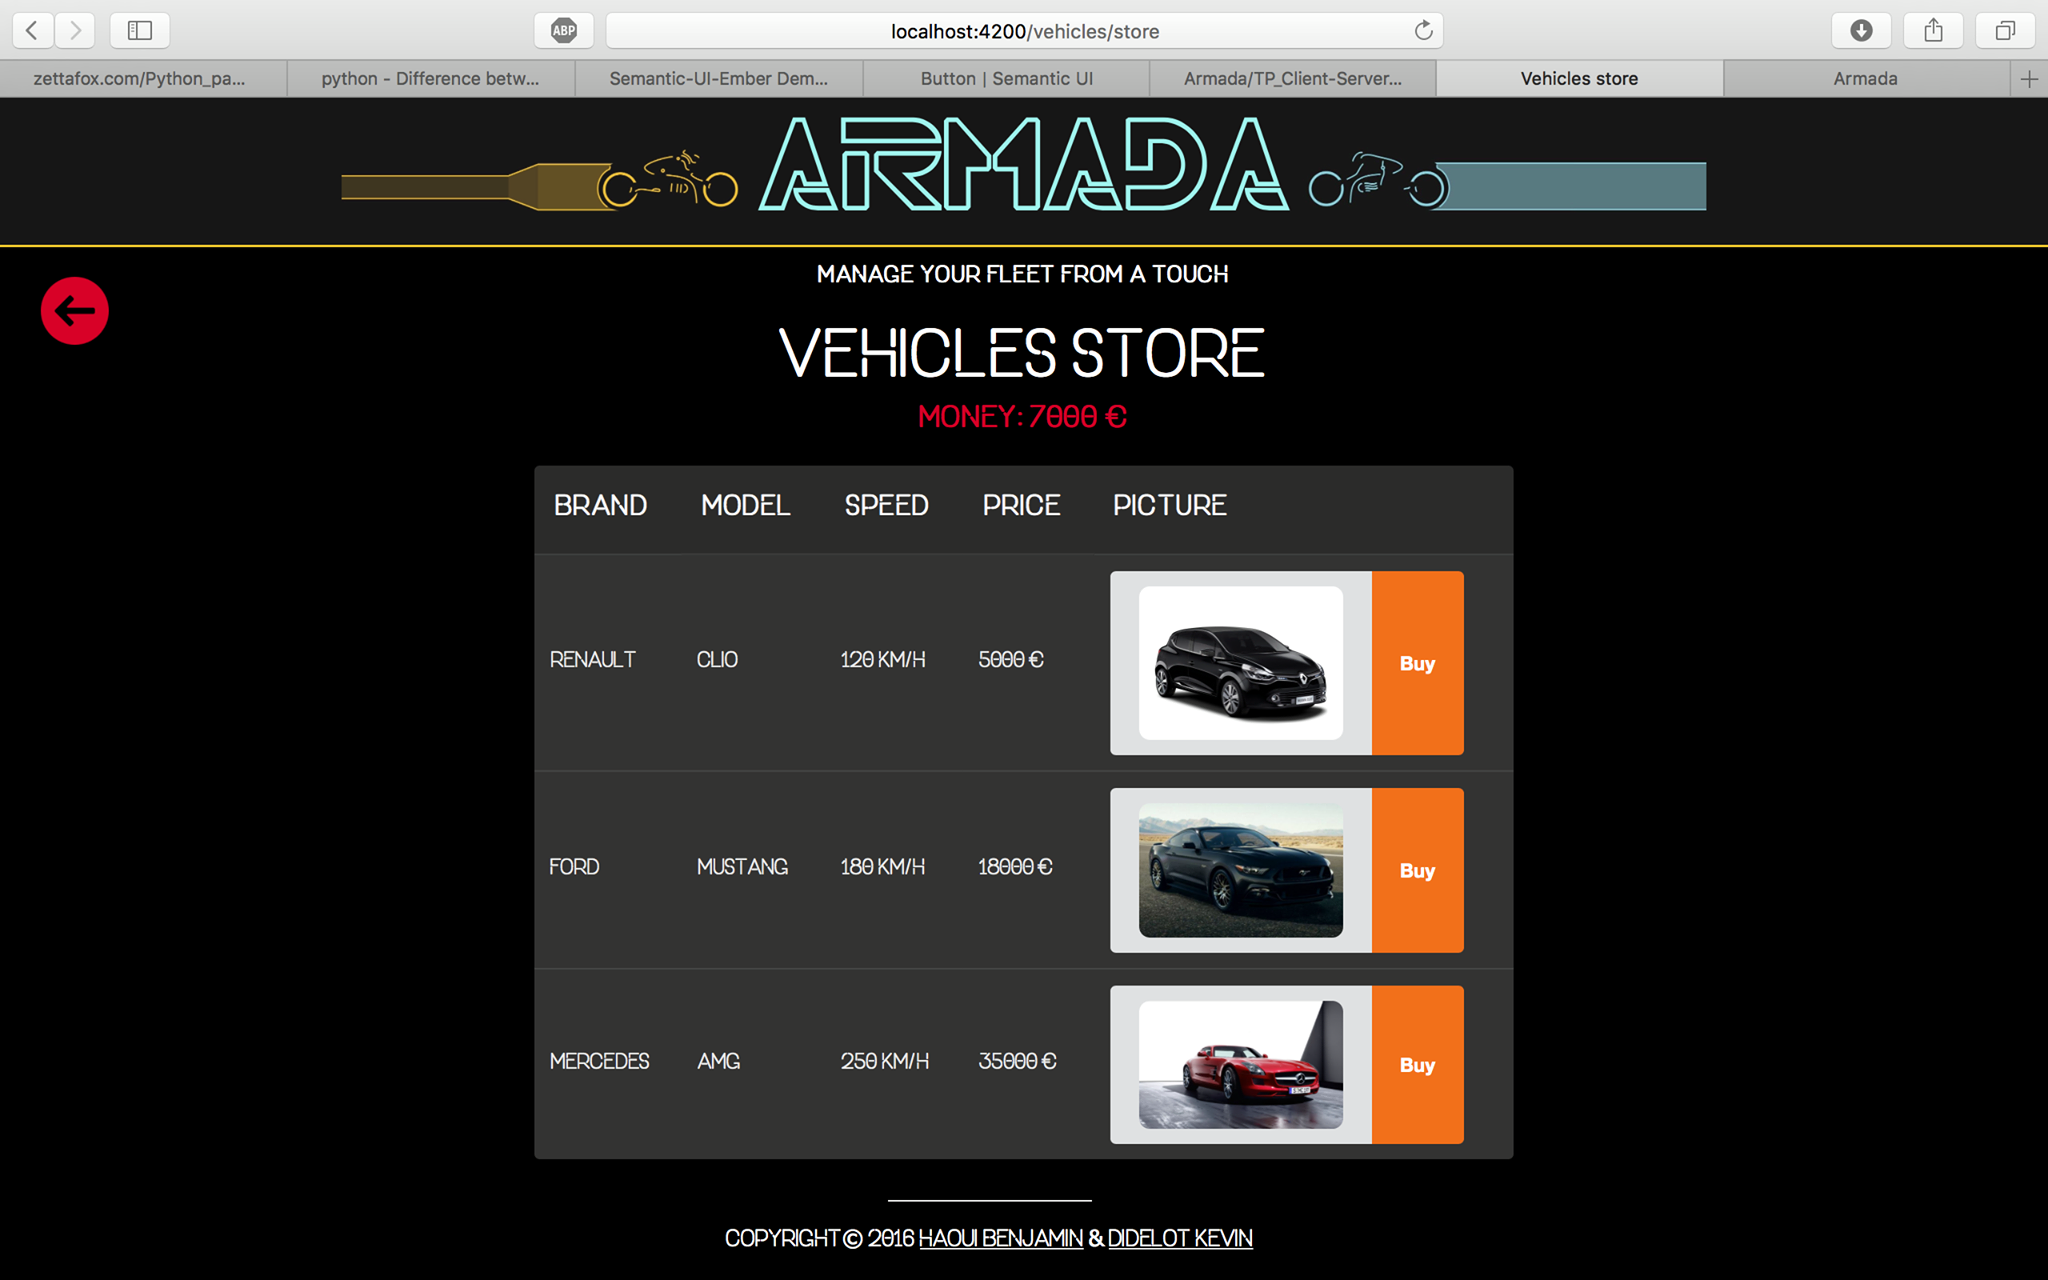 ABP
localhost:4200/vehicles/store
zettafox.com/Python_pa...
python - Difference betw...
Semantic-UI-Ember Dem...
Button | Semantic UI
Armada/TP_Client-Server...
Vehicles store
Armada
ARMADA
MANAGE YOUR FLEET FROM A TOUCH
VEHICLES STORE
MONEY: 7000 €
BRAND MODEL SPEED PRICE PICTURE
RENAULT CLIO 120 KM/H 5000 € Buy
FORD MUSTANG 180 KM/H 18000 € Buy
MERCEDES AMG 250 KM/H 35000 € Buy
COPYRIGHT © 2016 HAOUI BENJAMIN & DIDELOT KEVIN